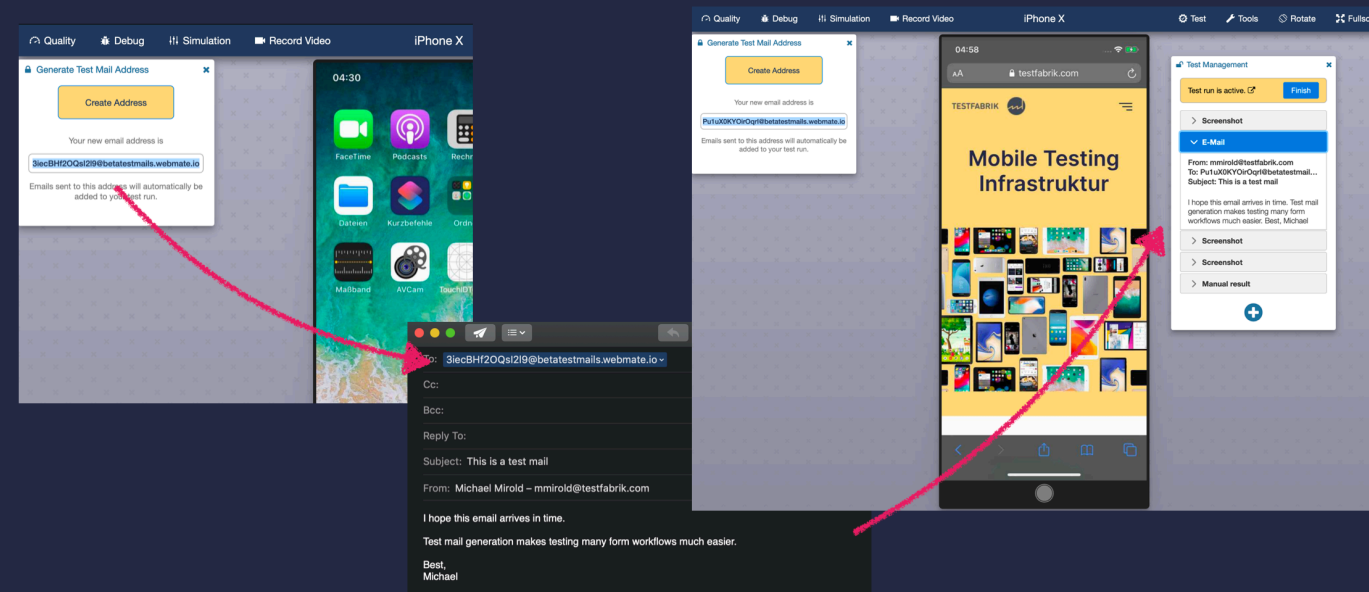 Quality Debug Simulation Record Video iPhone X
Generate Test Mail Address
Create Address
Your new email address is
3iecBHf2OQsI2I9@betatestmails.webmate.io
Emails sent to this address will automatically be
added to your test run.
04:30
FaceTime Podcasts Rechr
Dateien Kurzbefehle Ordn
Maßband AVCam TouchIDT
To: 3iecBHf2OQsI2I9@betatestmails.webmate.io
Cc:
Bcc:
Reply To:
Subject: This is a test mail
From: Michael Mirold – mmirold@testfabrik.com
I hope this email arrives in time.
Test mail generation makes testing many form workflows much easier.
Best,
Michael
Quality Debug Simulation Record Video iPhone X Test Tools Rotate Fullsc
Generate Test Mail Address
Create Address
Your new email address is
Pu1uX0KYOirOqrl@betatestmails.webmate.io
Emails sent to this address will automatically be
added to your test run.
04:58
AA testfabrik.com
TESTFABRIK
Mobile Testing
Infrastruktur
Test Management
Test run is active. Finish
Screenshot
E-Mail
From: mmirold@testfabrik.com
To: Pu1uX0KYOirOqrl@betatestmail...
Subject: This is a test mail
I hope this email arrives in time. Test mail
generation makes testing many form
workflows much easier. Best, Michael
Screenshot
Screenshot
Manual result